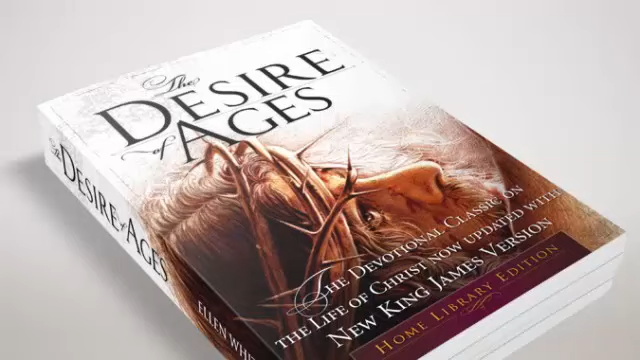 The
DESIRE
of AGES
THE DEVOTIONAL CLASSIC ON
THE LIFE OF CHRIST NOW UPDATED WITH
NEW KING JAMES VERSION
HOME LIBRARY EDITION
The DESIRE of AGES
ELLEN